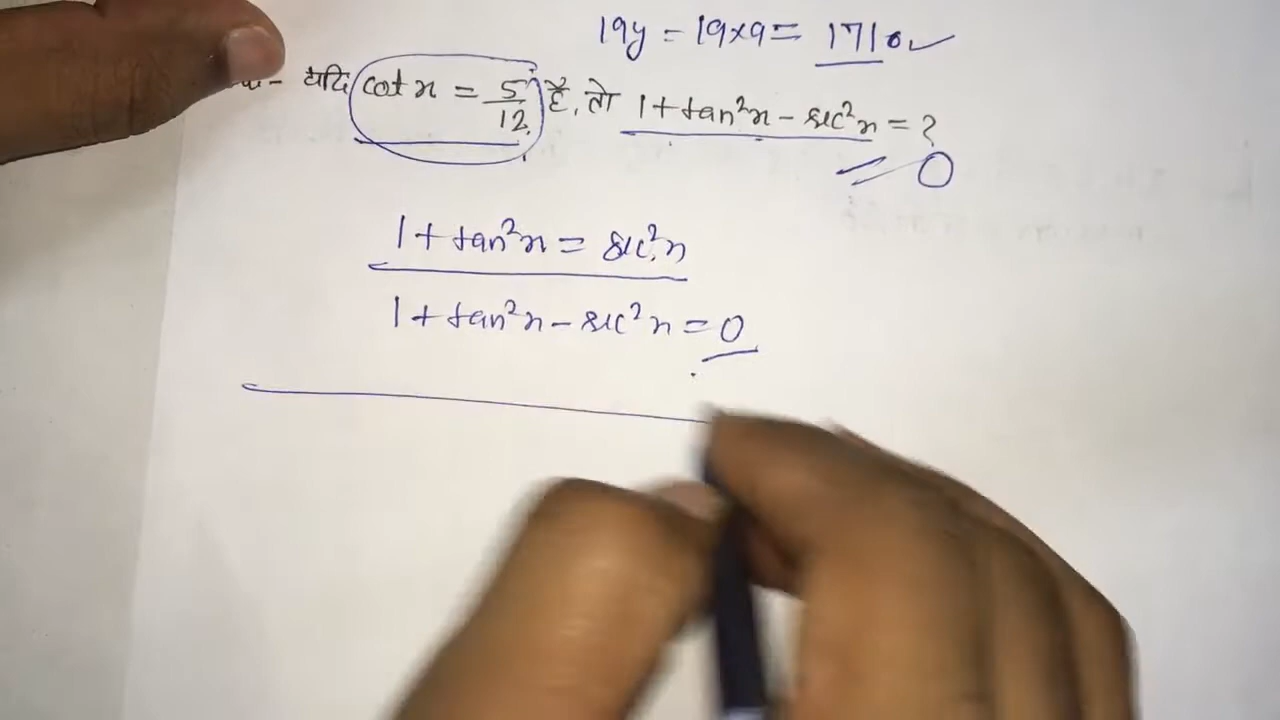 19y = 19×9 = 1710
यदि cot x = 5/12 है, तो 1 + tan²x - sec²x = ?
0
1 + tan²x = sec²x
1 + tan²x - sec²x = 0